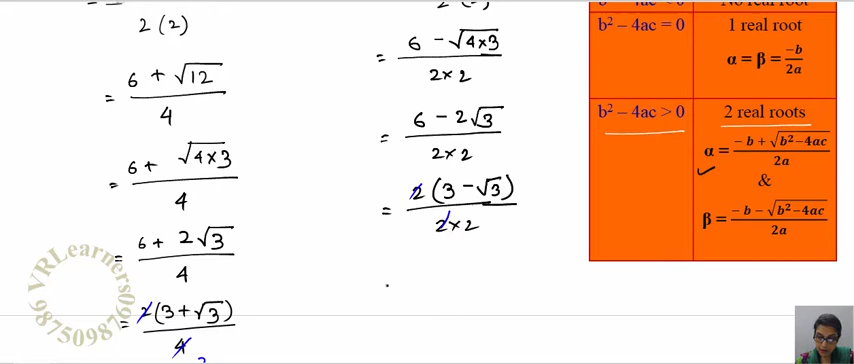 2 (2)
= 6 + √12 / 4
= 6 + √4×3 / 4
= 6 + 2√3 / 4
= 2(3 + √3) / 4 2
= 6 - √4×3 / 2×2
= 6 - 2√3 / 2×2
= 2(3 - √3) / 2×2
b² – 4ac = 0
1 real root
α = β = –b / 2a
b² – 4ac > 0
2 real roots
α = – b + √b² – 4ac / 2a
&
β = – b – √b² – 4ac / 2a
VRLearners